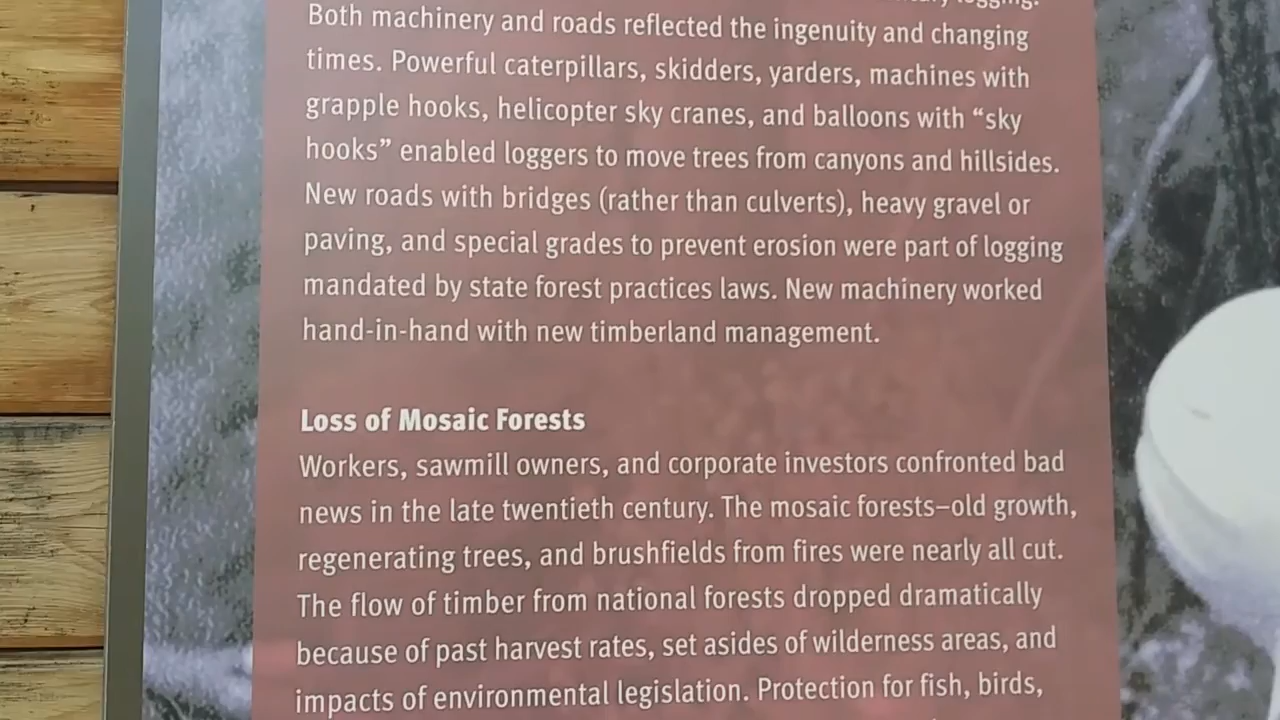 logging.
Both machinery and roads reflected the ingenuity and changing
times. Powerful caterpillars, skidders, yarders, machines with
grapple hooks, helicopter sky cranes, and balloons with “sky
hooks” enabled loggers to move trees from canyons and hillsides.
New roads with bridges (rather than culverts), heavy gravel or
paving, and special grades to prevent erosion were part of logging
mandated by state forest practices laws. New machinery worked
hand-in-hand with new timberland management.
Loss of Mosaic Forests
Workers, sawmill owners, and corporate investors confronted bad
news in the late twentieth century. The mosaic forests–old growth,
regenerating trees, and brushfields from fires were nearly all cut.
The flow of timber from national forests dropped dramatically
because of past harvest rates, set asides of wilderness areas, and
impacts of environmental legislation. Protection for fish, birds,